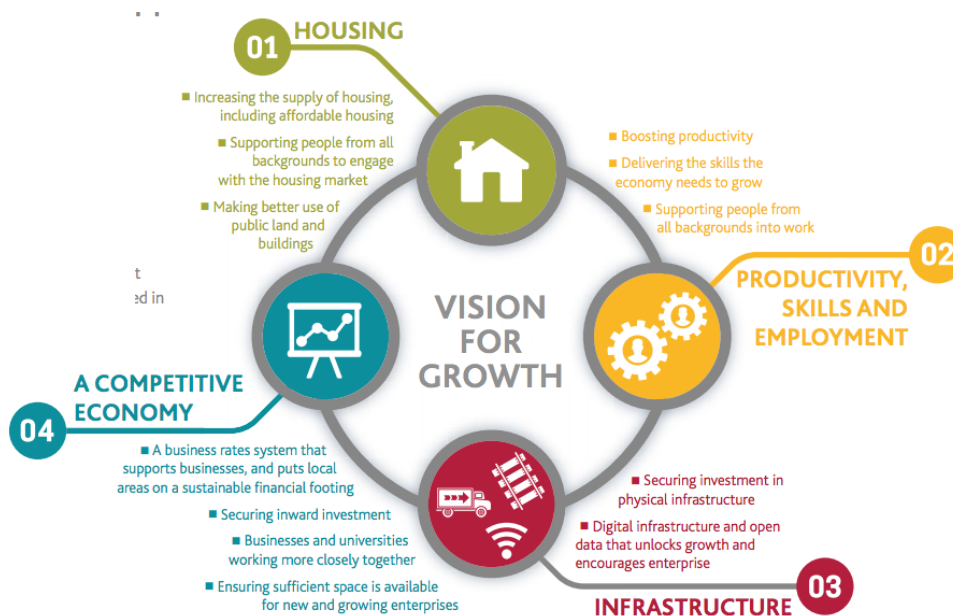 01
HOUSING
■ Increasing the supply of housing,
including affordable housing
■ Supporting people from all
backgrounds to engage
with the housing market
■ Making better use of
public land and
buildings
■ Boosting productivity
■ Delivering the skills the
economy needs to grow
■ Supporting people from
all backgrounds into work
02
PRODUCTIVITY,
SKILLS AND
EMPLOYMENT
t
ed in
VISION
FOR
GROWTH
A COMPETITIVE
ECONOMY
04
■ A business rates system that
supports businesses, and puts local
areas on a sustainable financial footing
■ Securing inward investment
■ Businesses and universities
working more closely together
■ Ensuring sufficient space is available
for new and growing enterprises
■ Securing investment in
physical infrastructure
■ Digital infrastructure and open
data that unlocks growth and
encourages enterprise
03
INFRASTRUCTURE